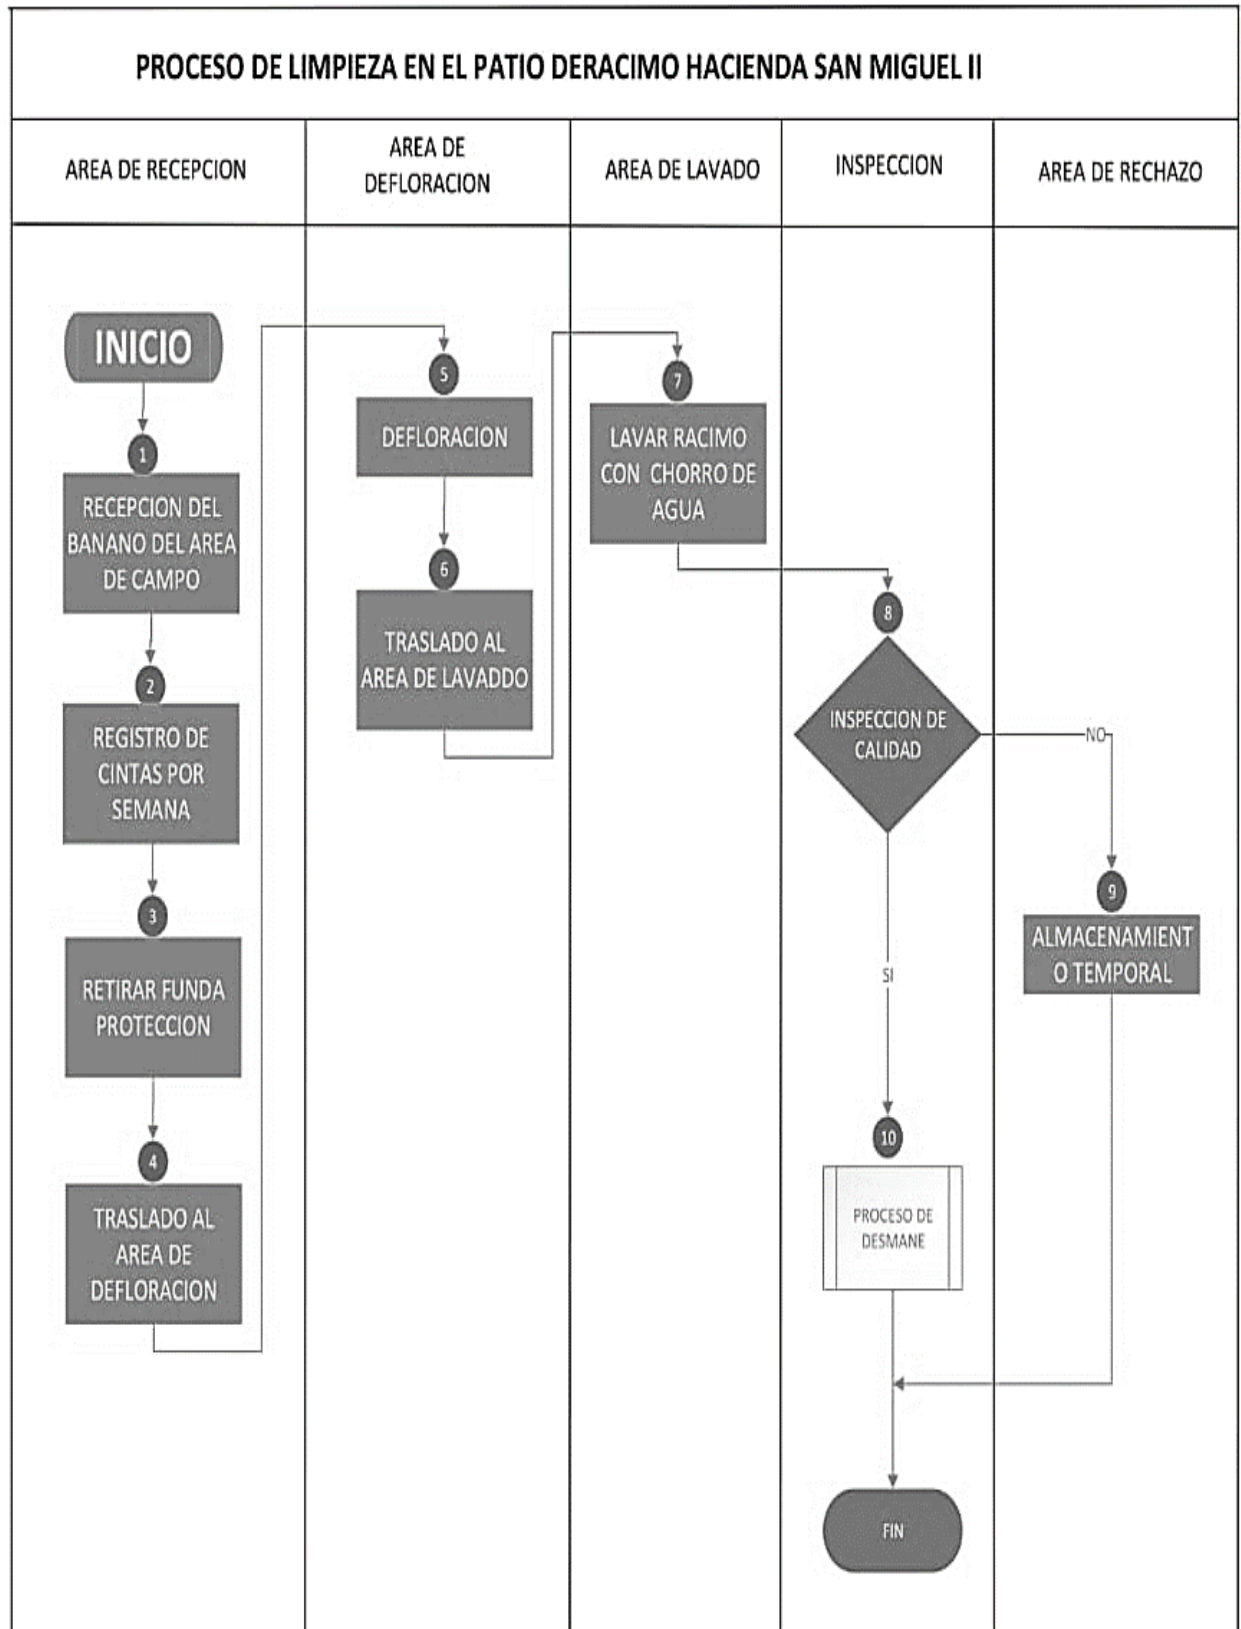 PROCESO DE LIMPIEZA EN EL PATIO DERACIMO HACIENDA SAN MIGUEL II
AREA DE RECEPCION
AREA DE
DEFLORACION
AREA DE LAVADO
INSPECCION
AREA DE RECHAZO
INICIO
1
RECEPCION DEL
BANANO DEL AREA
DE CAMPO
2
REGISTRO DE
CINTAS POR
SEMANA
3
RETIRAR FUNDA
PROTECCION
4
TRASLADO AL
AREA DE
DEFLORACION
5
DEFLORACION
6
TRASLADO AL
AREA DE LAVADDO
7
LAVAR RACIMO
CON CHORRO DE
AGUA
8
INSPECCION DE
CALIDAD
NO
SI
9
ALMACENAMIENT
O TEMPORAL
10
PROCESO DE
DESMANE
FIN